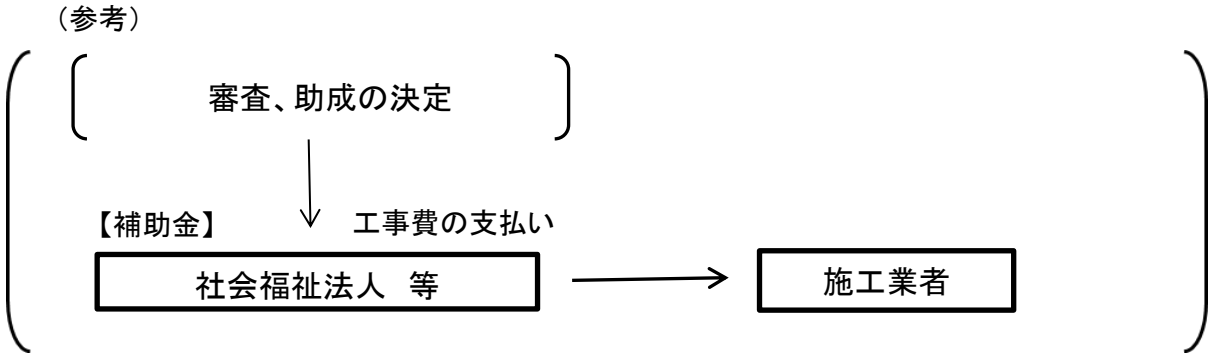 （参考）
審査、助成の決定
【補助金】 工事費の支払い
社会福祉法人　等
施工業者